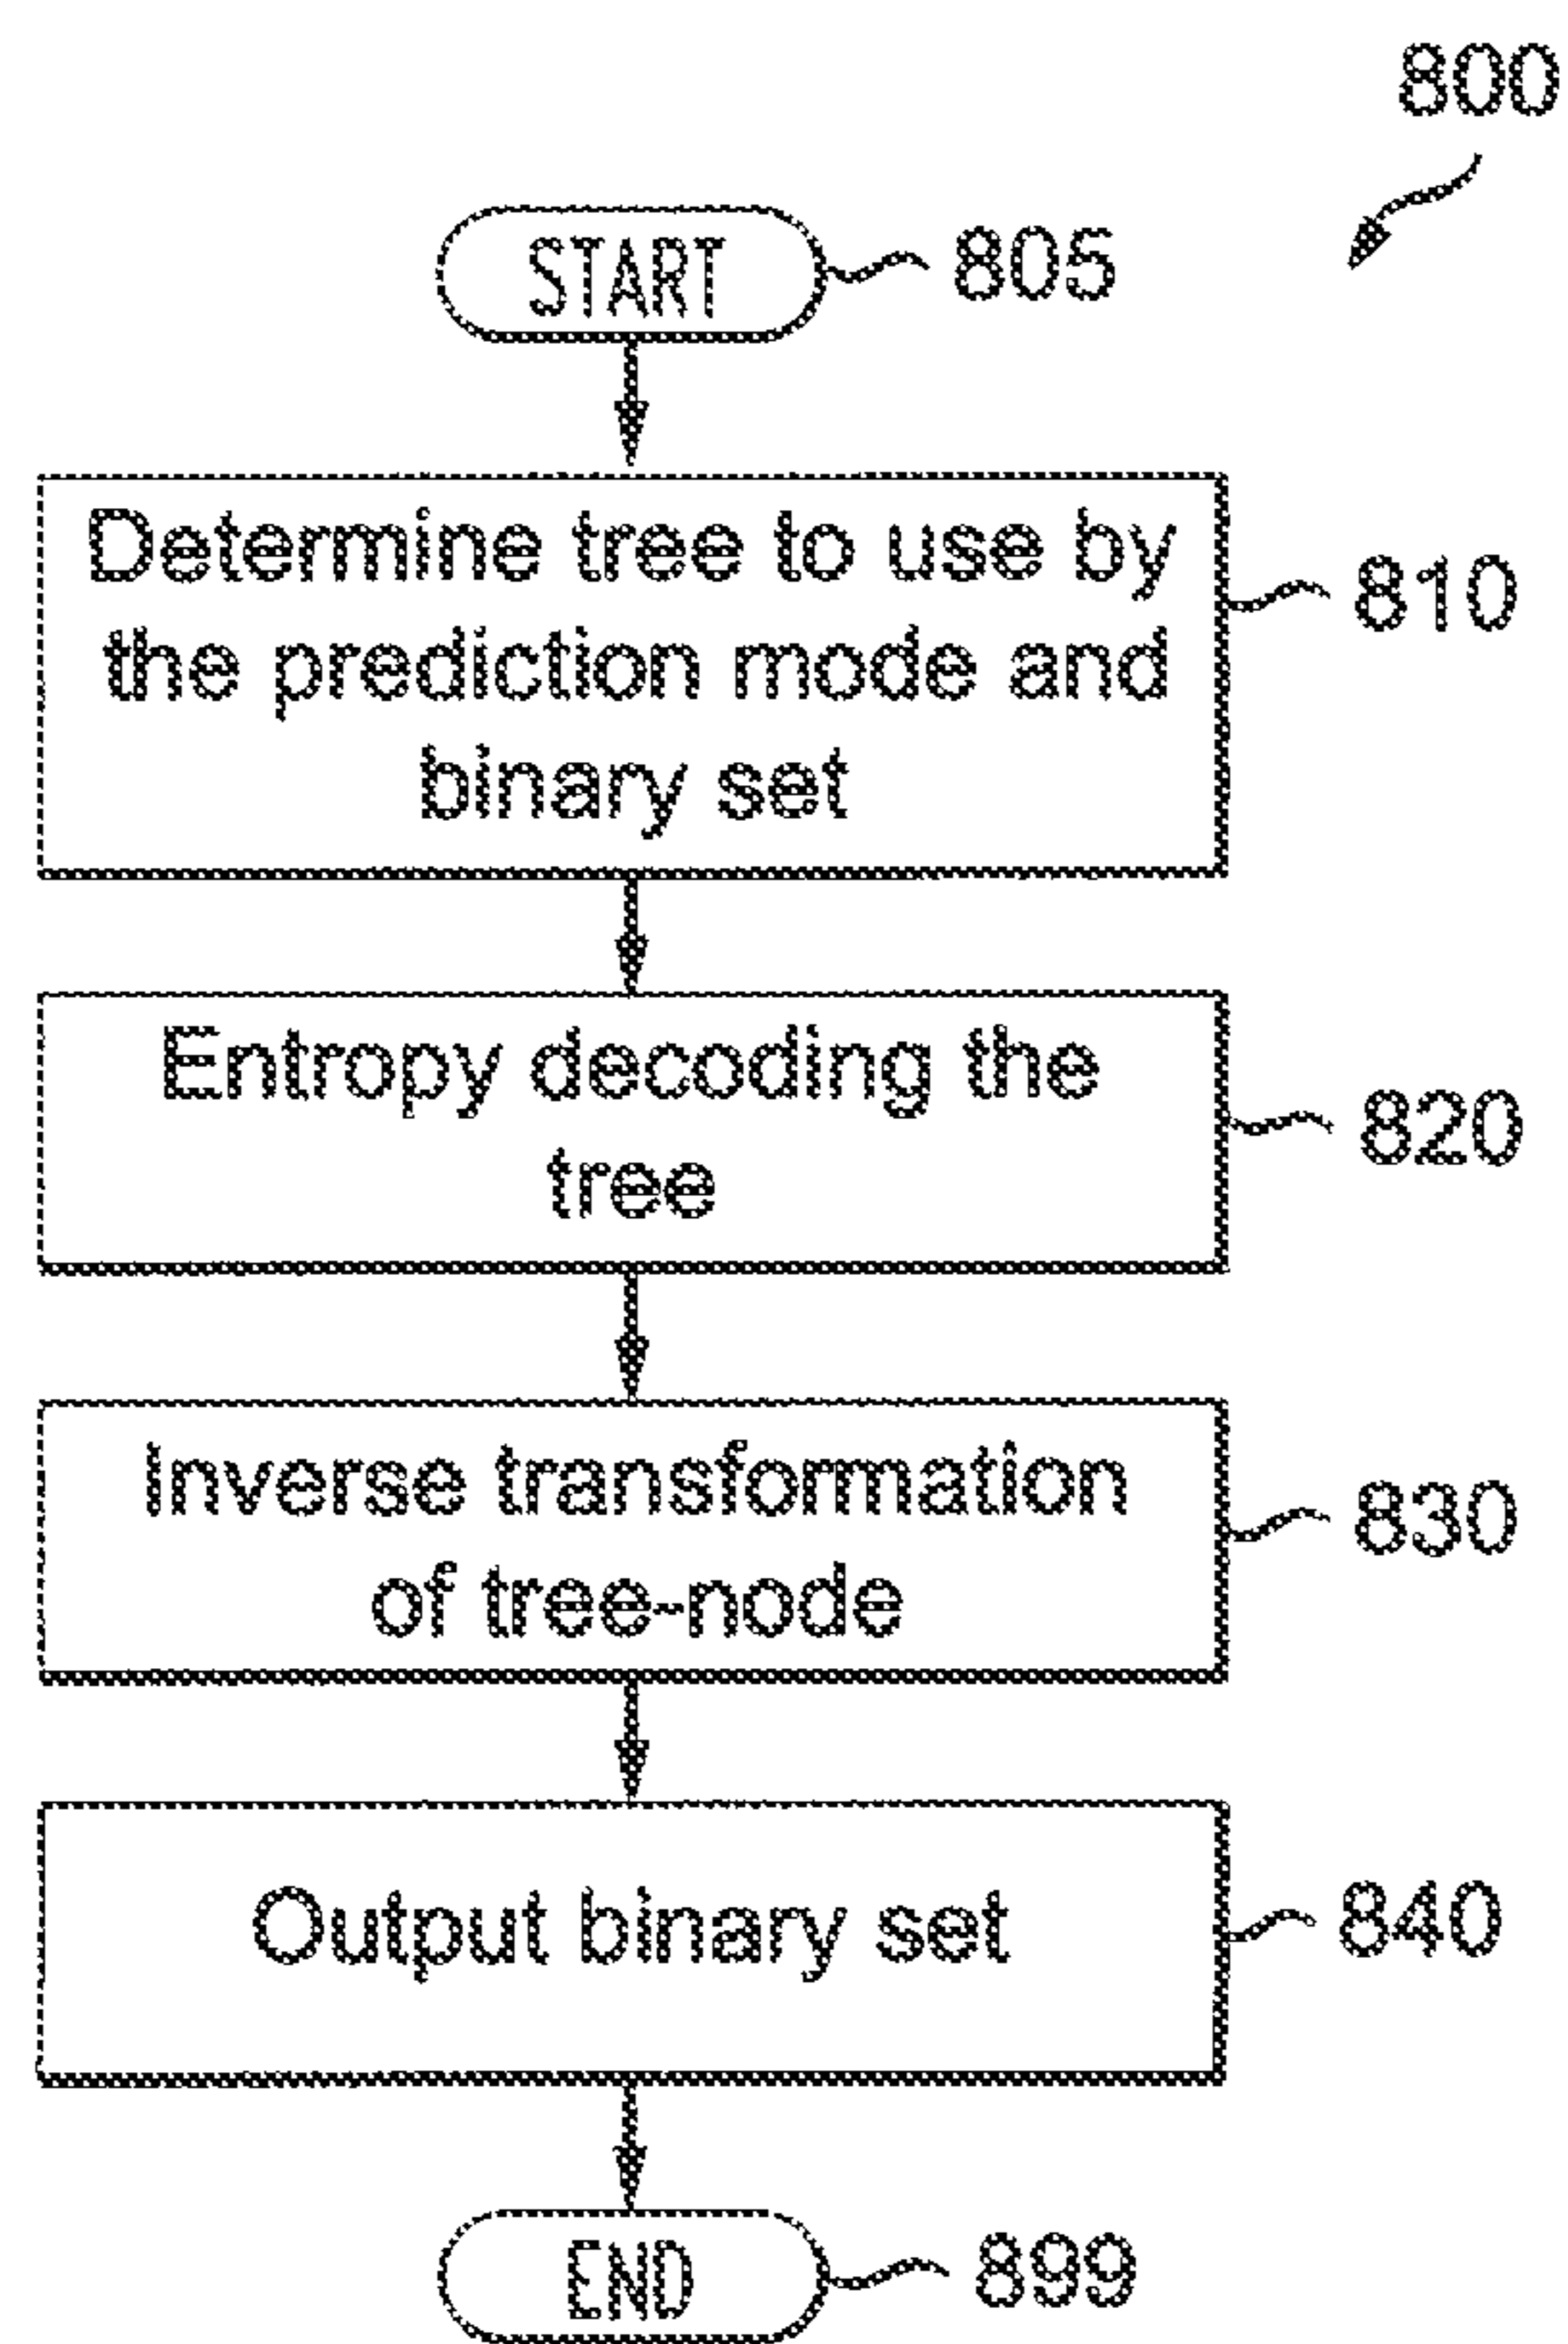 800
START
805
Determine tree to use by
the prediction mode and
binary set
810
Entropy decoding the
tree
820
Inverse transformation
of tree-node
830
Output binary set
840
END
899